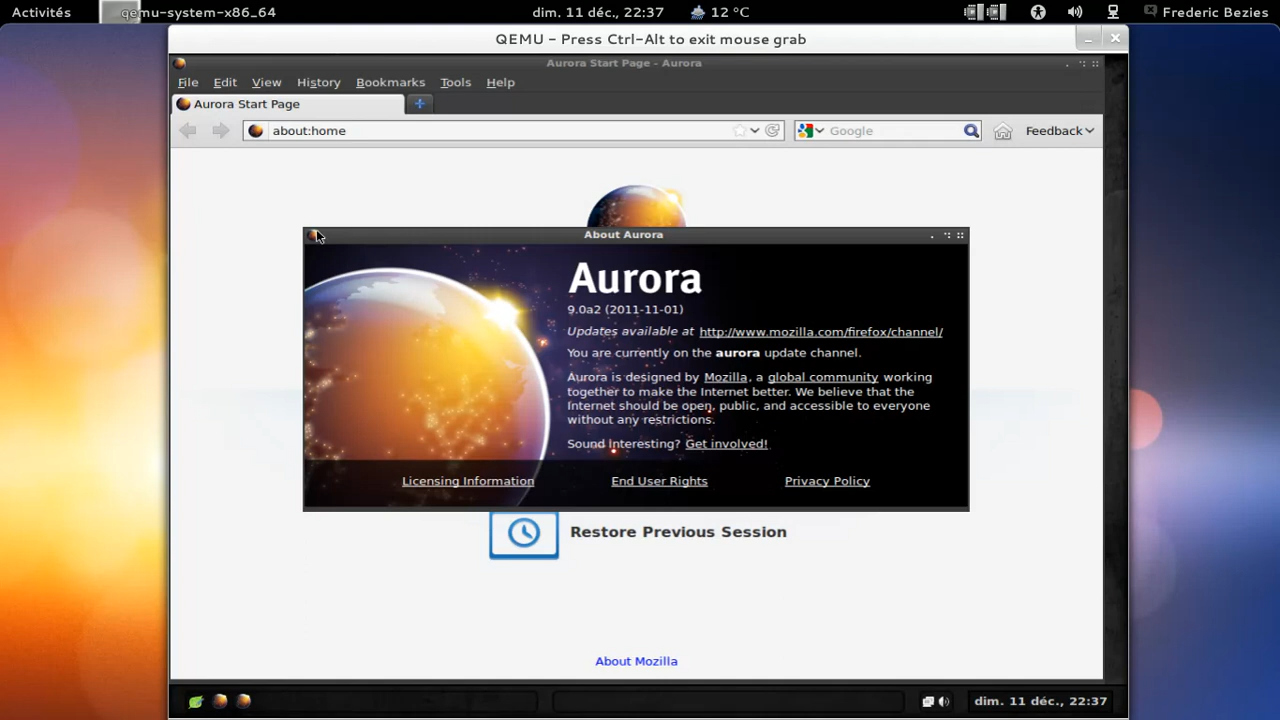 Activités qemu-system-x86_64 dim. 11 déc., 22:37 12 °C Frederic Bezies
QEMU - Press Ctrl-Alt to exit mouse grab
Aurora Start Page - Aurora
File Edit View History Bookmarks Tools Help
Aurora Start Page
about:home Google Feedback
About Aurora
Aurora
9.0a2 (2011-11-01)
Updates available at http://www.mozilla.com/firefox/channel/
You are currently on the aurora update channel.
Aurora is designed by Mozilla, a global community working
together to make the Internet better. We believe that the
Internet should be open, public, and accessible to everyone
without any restrictions.
Sound interesting? Get involved!
Licensing Information End User Rights Privacy Policy
Restore Previous Session
About Mozilla
dim. 11 déc., 22:37